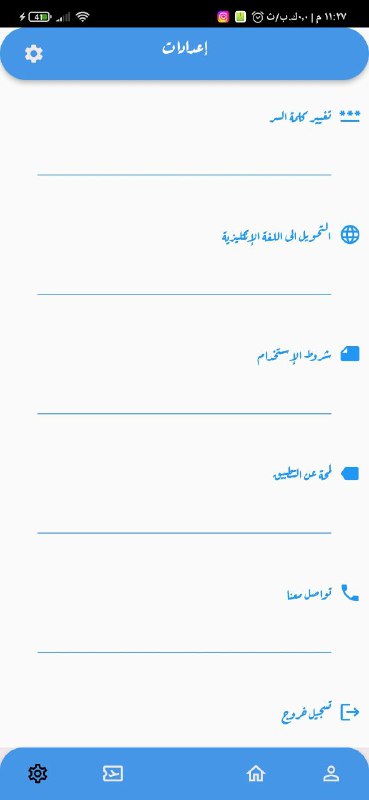 ١١:٢٧ م | ٠٫٠ك.ب/ث
41
إعدادات
تغيير كلمة السر
التحويل الى اللغة الإنكليزية
شروط الإستخدام
لمحة عن التطبيق
تواصل معنا
تسجيل خروج